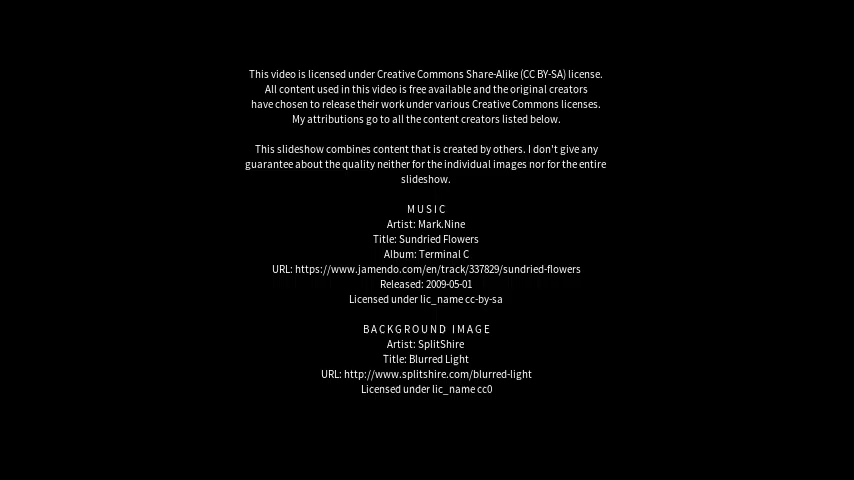 This video is licensed under Creative Commons Share-Alike (CC BY-SA) license.
All content used in this video is free available and the original creators
have chosen to release their work under various Creative Commons licenses.
My attributions go to all the content creators listed below.
This slideshow combines content that is created by others. I don't give any
guarantee about the quality neither for the individual images nor for the entire
slideshow.
MUSIC
Artist: Mark.Nine
Title: Sundried Flowers
Album: Terminal C
URL: https://www.jamendo.com/en/track/337829/sundried-flowers
Released: 2009-05-01
Licensed under lic_name cc-by-sa
BACKGROUND IMAGE
Artist: SplitShire
Title: Blurred Light
URL: http://www.splitshire.com/blurred-light
Licensed under lic_name cc0